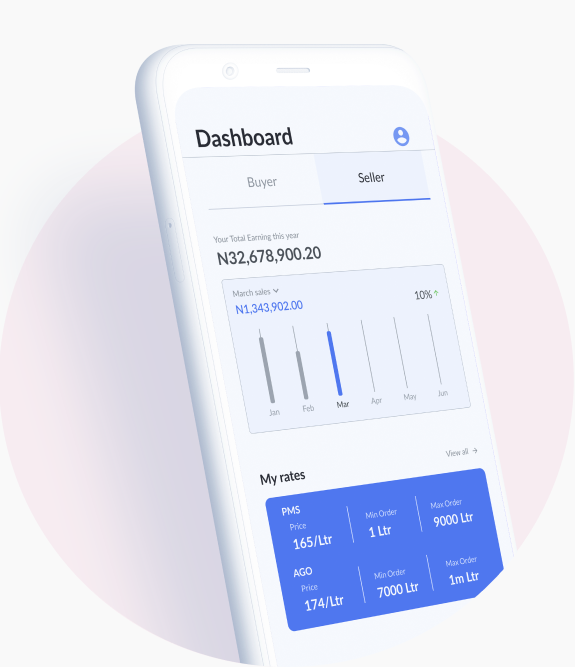 Dashboard
Buyer Seller
Your Total Earning this year
N32,678,900.20
March sales
N1,343,902.00 10%
Jan Feb Mar Apr May Jun
My rates View all
PMS
Price Min Order Max Order
165/Ltr 1 Ltr 9000 Ltr
AGO
Price Min Order Max Order
174/Ltr 7000 Ltr 1m Ltr